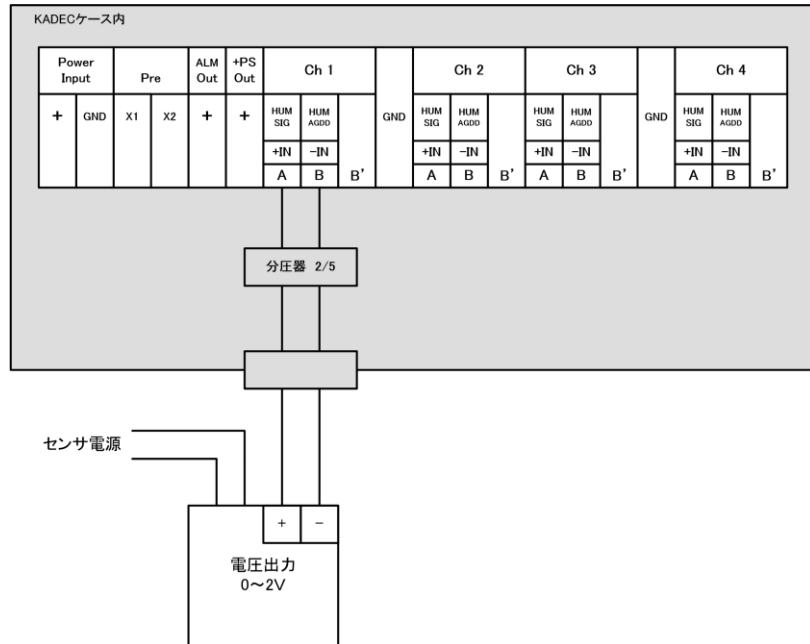 KADECケース内
Power Input
Pre
ALM Out
+PS Out
Ch 1
GND
Ch 2
Ch 3
GND
Ch 4
+
GND
X1
X2
+
+
HUM SIG
HUM AGDD
HUM SIG
HUM AGDD
HUM SIG
HUM AGDD
HUM SIG
HUM AGDD
+IN
-IN
+IN
-IN
+IN
-IN
+IN
-IN
A
B
B'
A
B
B'
A
B
B'
A
B
B'
分圧器 2/5
センサ電源
+
-
電圧出力
0～2V